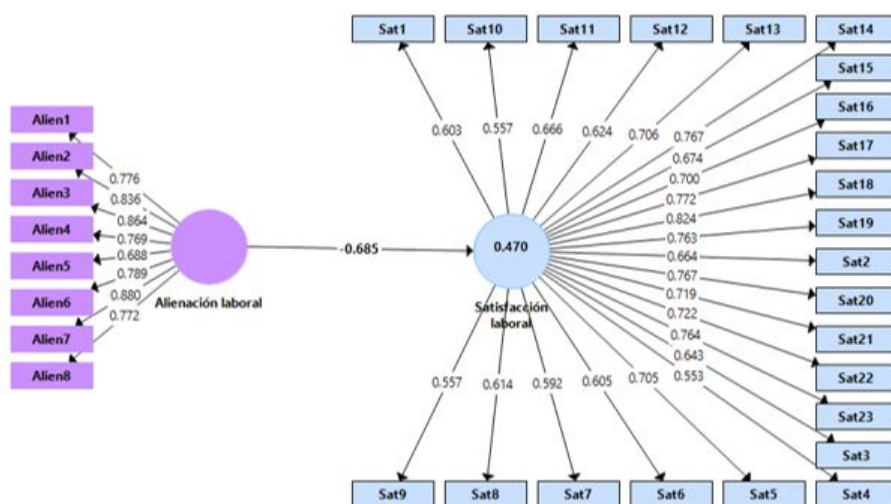 Sat1
Sat10
Sat11
Sat12
Sat13
Sat14
Sat15
Sat16
Sat17
Sat18
Sat19
Sat2
Sat20
Sat21
Sat22
Sat23
Sat3
Sat4
Alien1
Alien2
Alien3
Alien4
Alien5
Alien6
Alien7
Alien8
0.776
0.836
0.864
0.769
0.688
0.789
0.880
0.772
Alienación laboral
-0.685
0.470
Satisfacción
laboral
0.603
0.557
0.666
0.624
0.706
0.767
0.674
0.700
0.772
0.824
0.763
0.664
0.767
0.719
0.722
0.764
0.643
0.553
0.557
0.614
0.592
0.605
0.705
Sat9
Sat8
Sat7
Sat6
Sat5